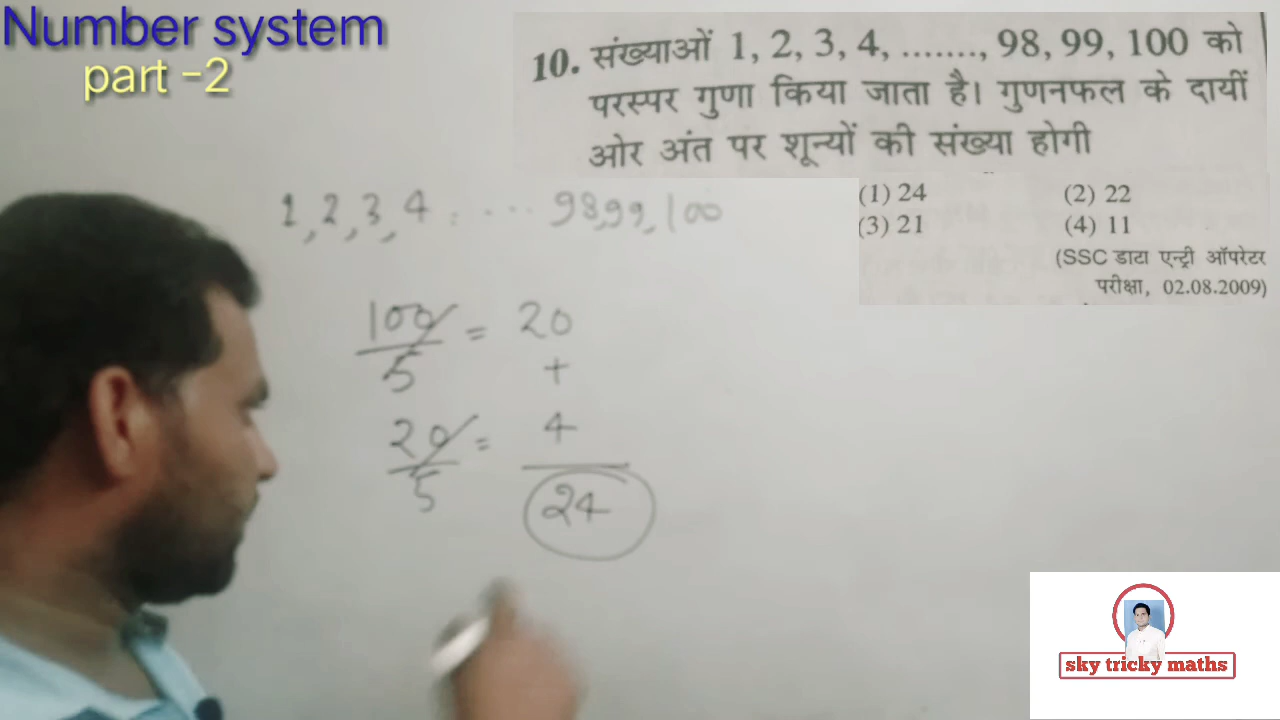 Number system
part -2
10. संख्याओं 1, 2, 3, 4, ......., 98, 99, 100 को
परस्पर गुणा किया जाता है। गुणनफल के दायीं
ओर अंत पर शून्यों की संख्या होगी
(1) 24 (2) 22
(3) 21 (4) 11
(SSC डाटा एन्ट्री ऑपरेटर
परीक्षा, 02.08.2009)
1, 2, 3, 4 . . . . 98, 99, 100
100/5 = 20
+
20/5 = 4
24
sky tricky maths